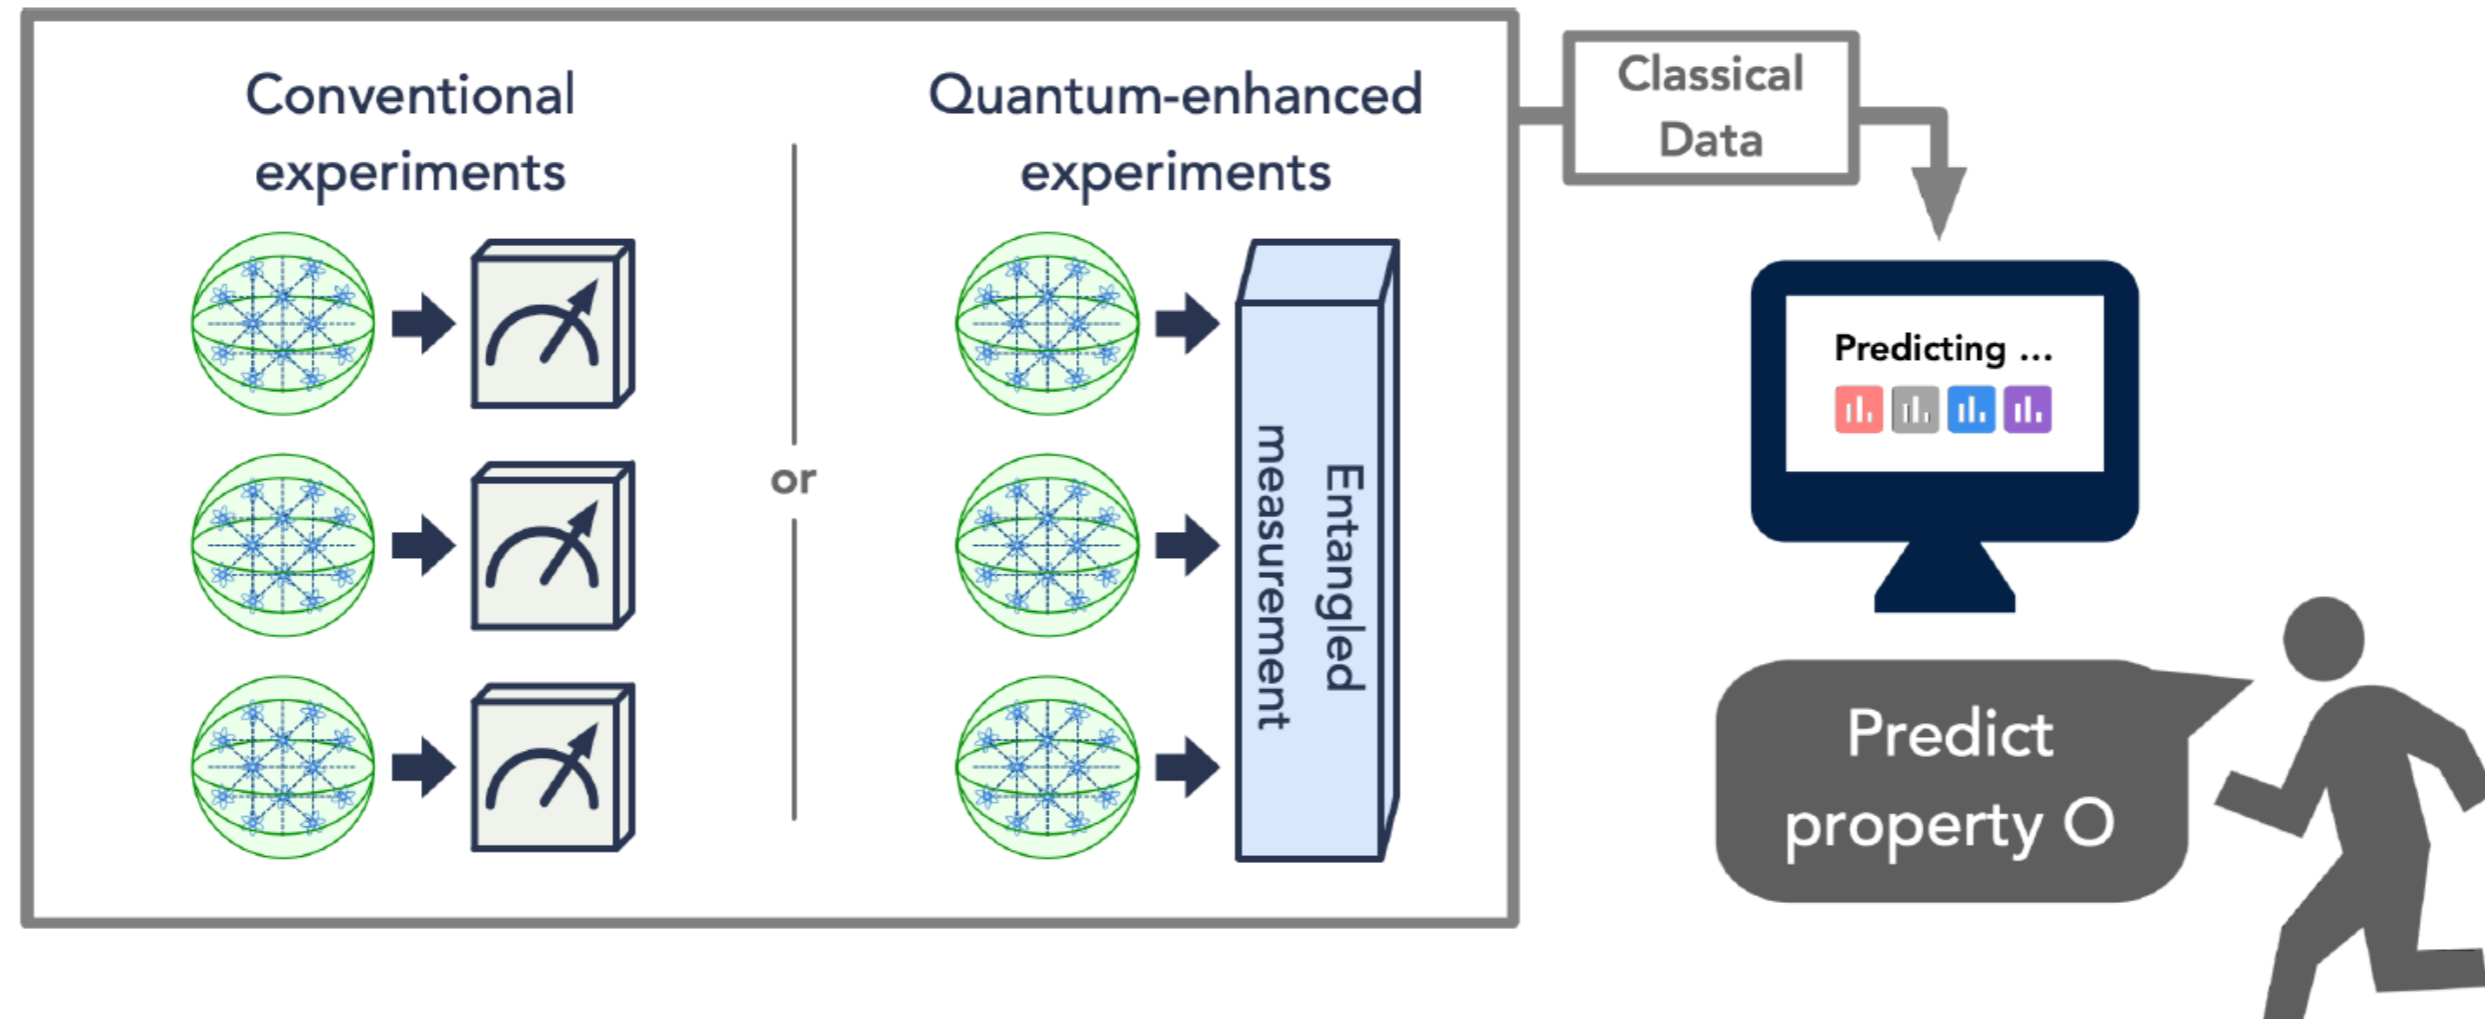 Conventional
experiments
or
Quantum-enhanced
experiments
Entangled
measurement
Classical
Data
Predicting ...
Predict
property O